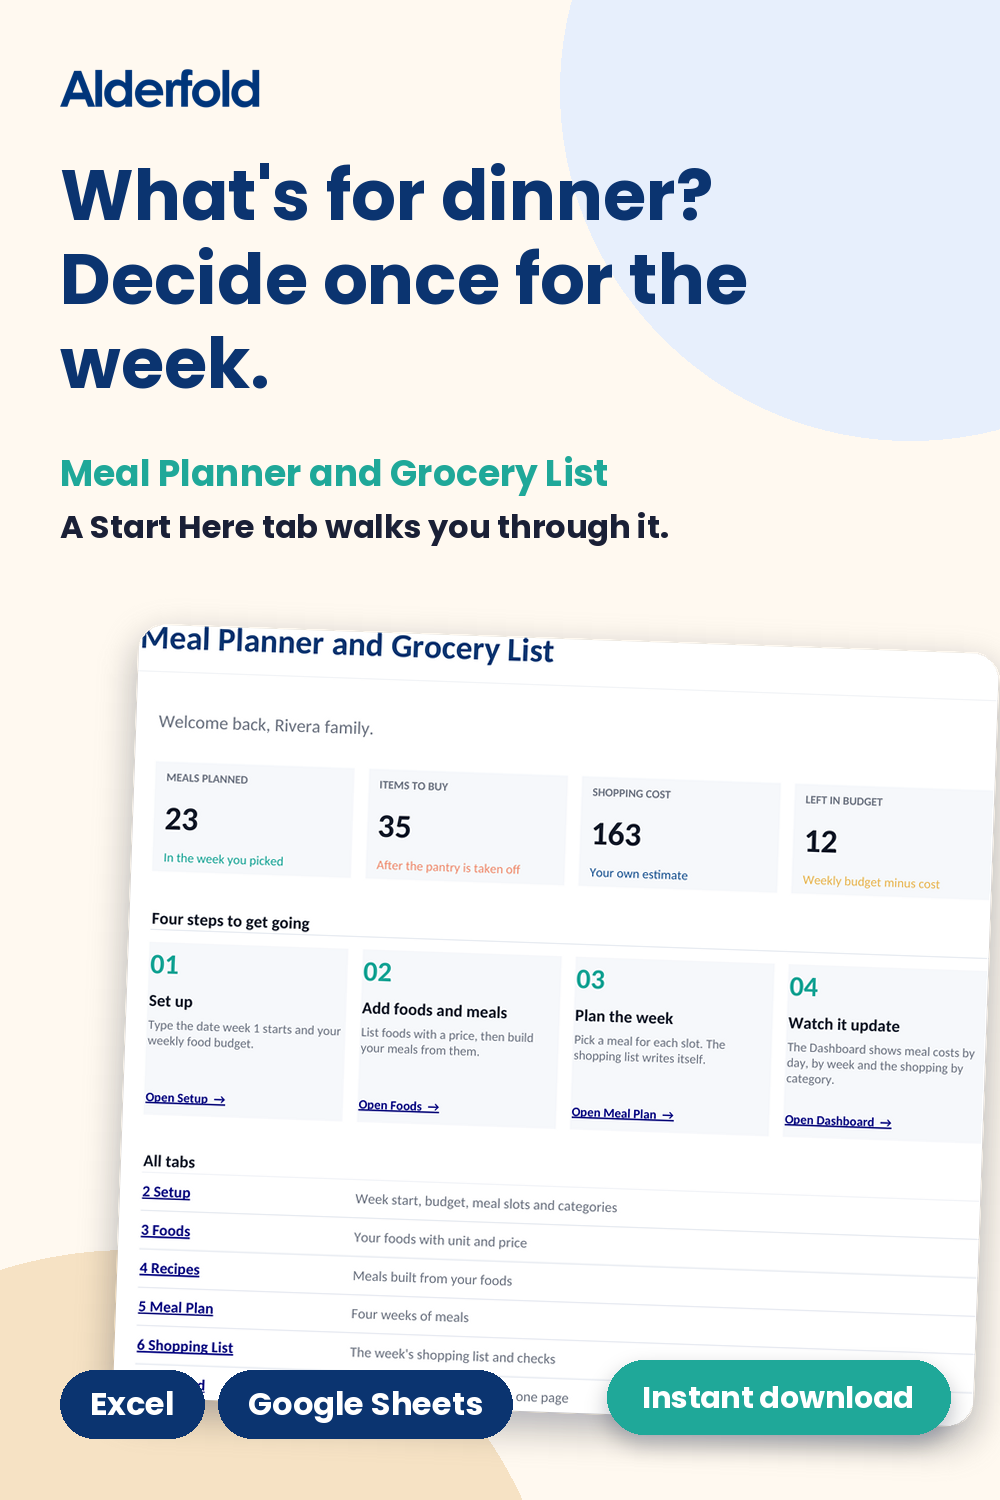 Alderfold
What's for dinner?
Decide once for the
week.
Meal Planner and Grocery List
A Start Here tab walks you through it.
Meal Planner and Grocery List
Welcome back, Rivera family.
MEALS PLANNED
23
In the week you picked
ITEMS TO BUY
35
After the pantry is taken off
SHOPPING COST
163
Your own estimate
LEFT IN BUDGET
12
Weekly budget minus cost
Four steps to get going
01
Set up
Type the date week 1 starts and your
weekly food budget.
Open Setup →
02
Add foods and meals
List foods with a price, then build
your meals from them.
Open Foods →
03
Plan the week
Pick a meal for each slot. The
shopping list writes itself.
Open Meal Plan →
04
Watch it update
The Dashboard shows meal costs by
day, by week and the shopping by
category.
Open Dashboard →
All tabs
2 Setup Week start, budget, meal slots and categories
3 Foods Your foods with unit and price
4 Recipes Meals built from your foods
5 Meal Plan Four weeks of meals
6 Shopping List The week's shopping list and checks
one page
Excel
Google Sheets
Instant download